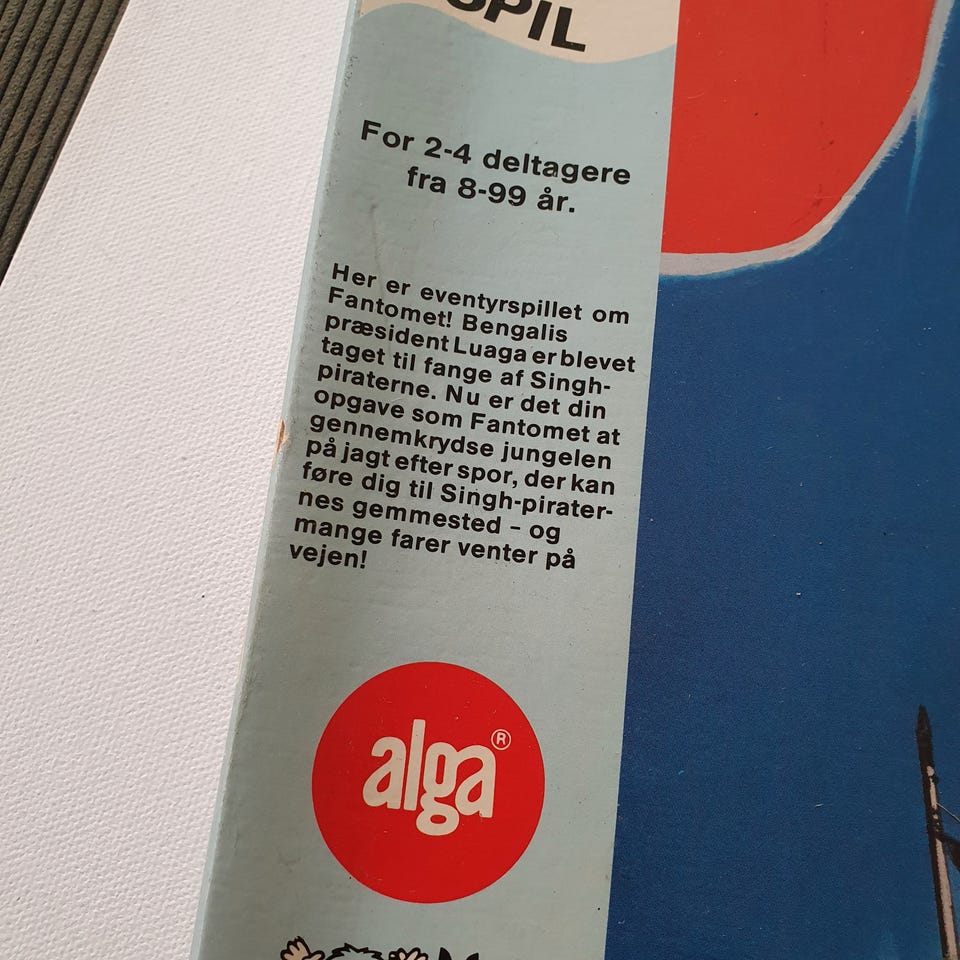 SPIL
For 2-4 deltagere
fra 8-99 år.
Her er eventyrspillet om
Fantomet! Bengalis
præsident Luaga er blevet
taget til fange af Singh-
piraterne. Nu er det din
opgave som Fantomet at
gennemkrydse jungelen
på jagt efter spor, der kan
føre dig til Singh-pirater-
nes gemmested - og
mange farer venter på
vejen!
alga®